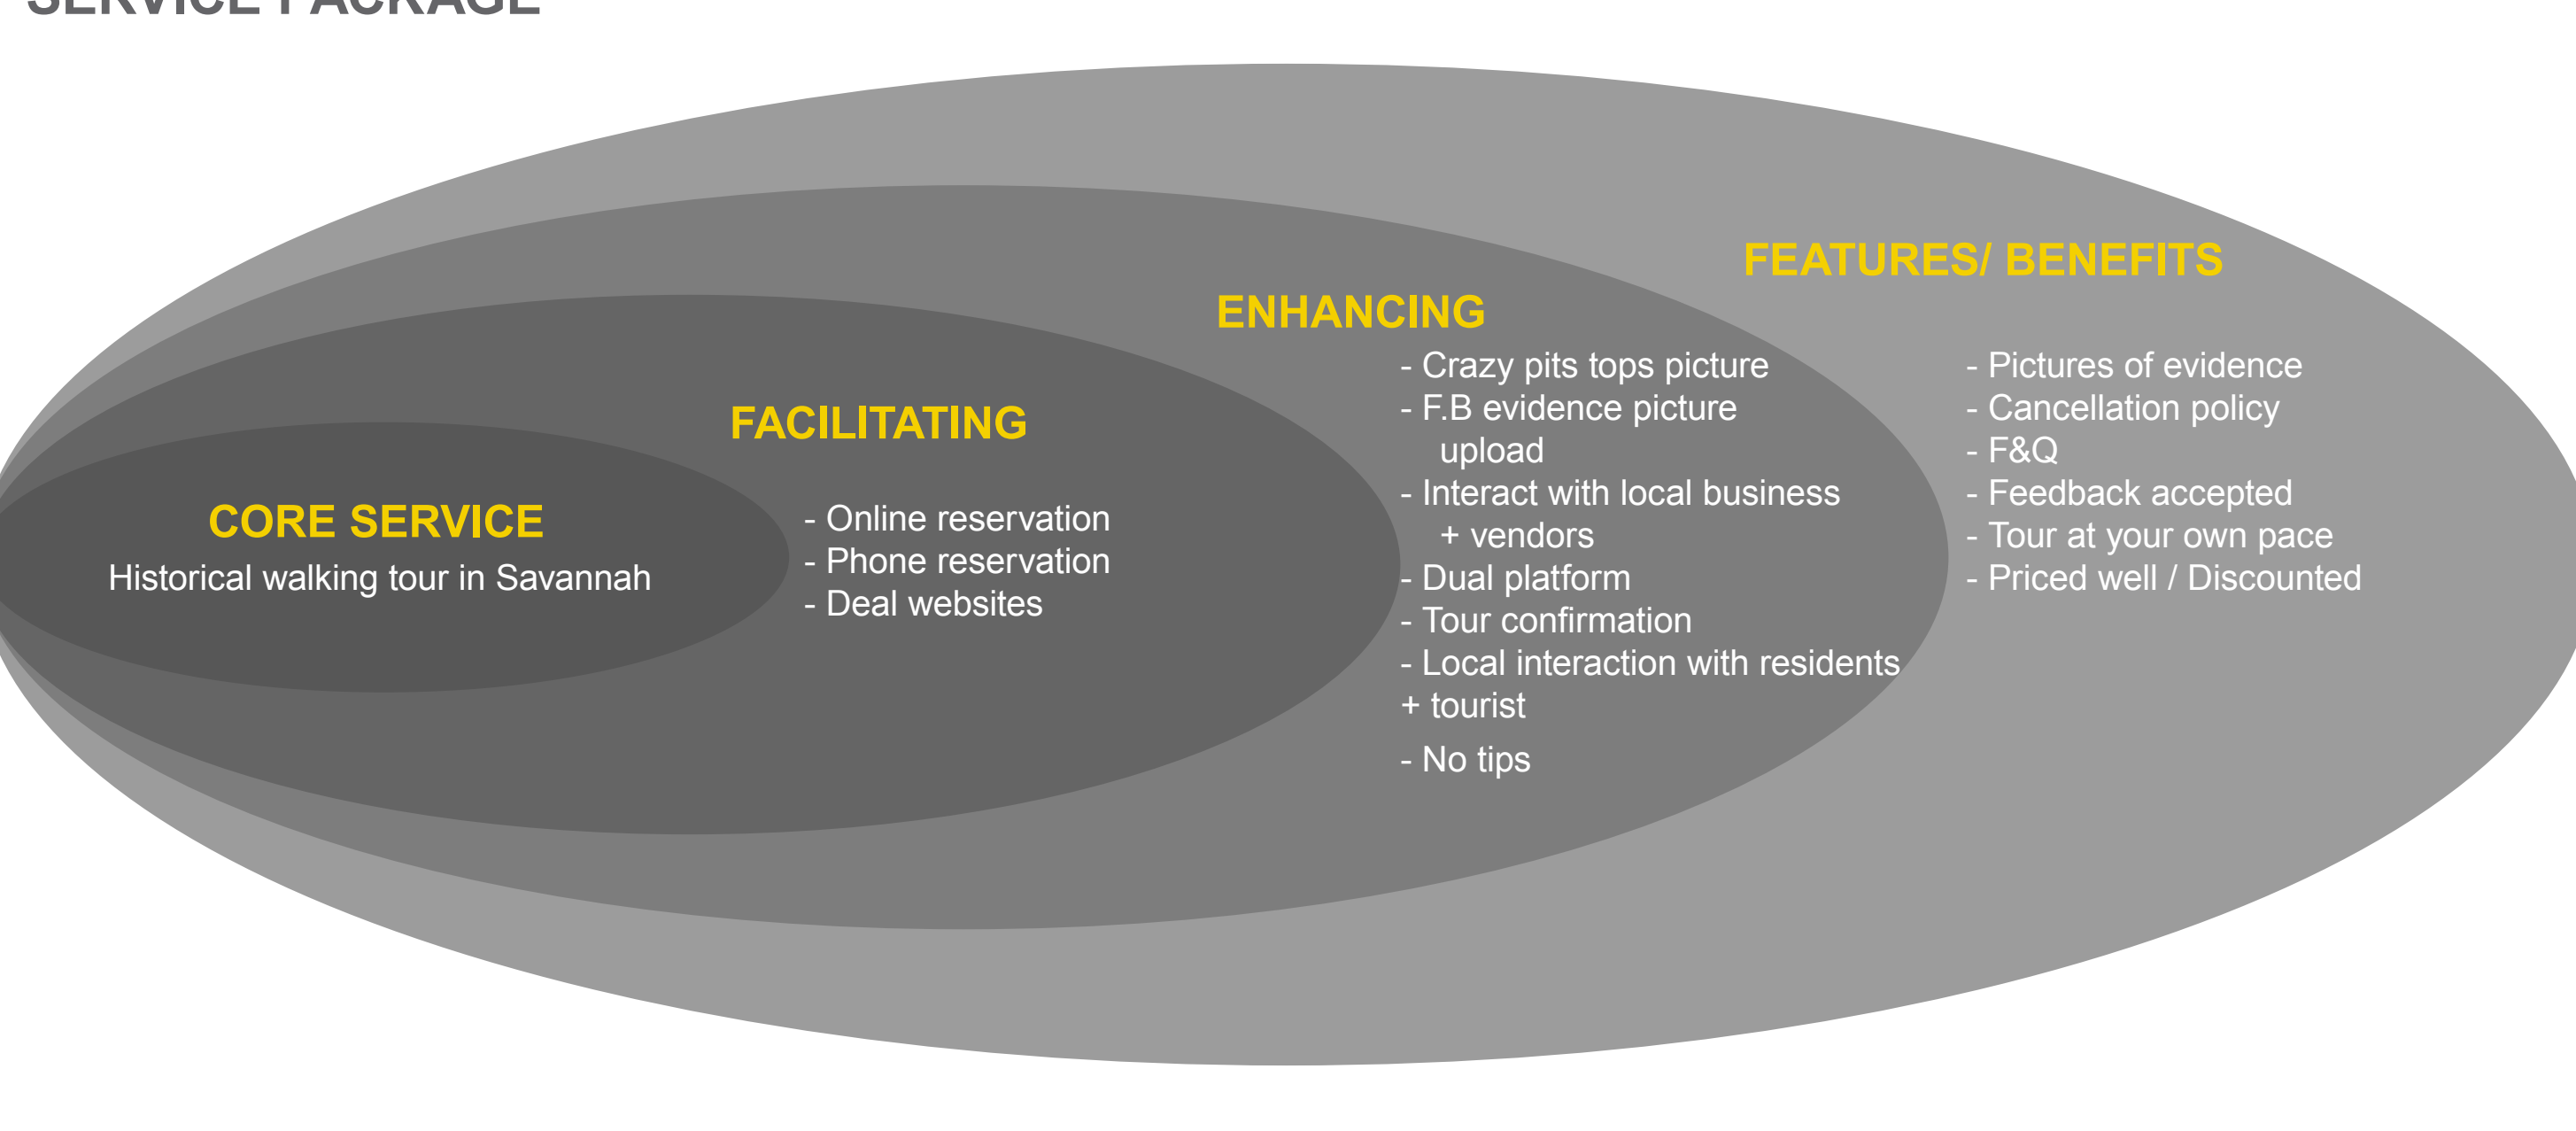 SERVICE PACKAGE
CORE SERVICE
Historical walking tour in Savannah
FACILITATING
- Online reservation
- Phone reservation
- Deal websites
ENHANCING
- Crazy pits tops picture
- F.B evidence picture
upload
- Interact with local business
+ vendors
- Dual platform
- Tour confirmation
- Local interaction with residents
+ tourist
- No tips
FEATURES/ BENEFITS
- Pictures of evidence
- Cancellation policy
- F&Q
- Feedback accepted
- Tour at your own pace
- Priced well / Discounted